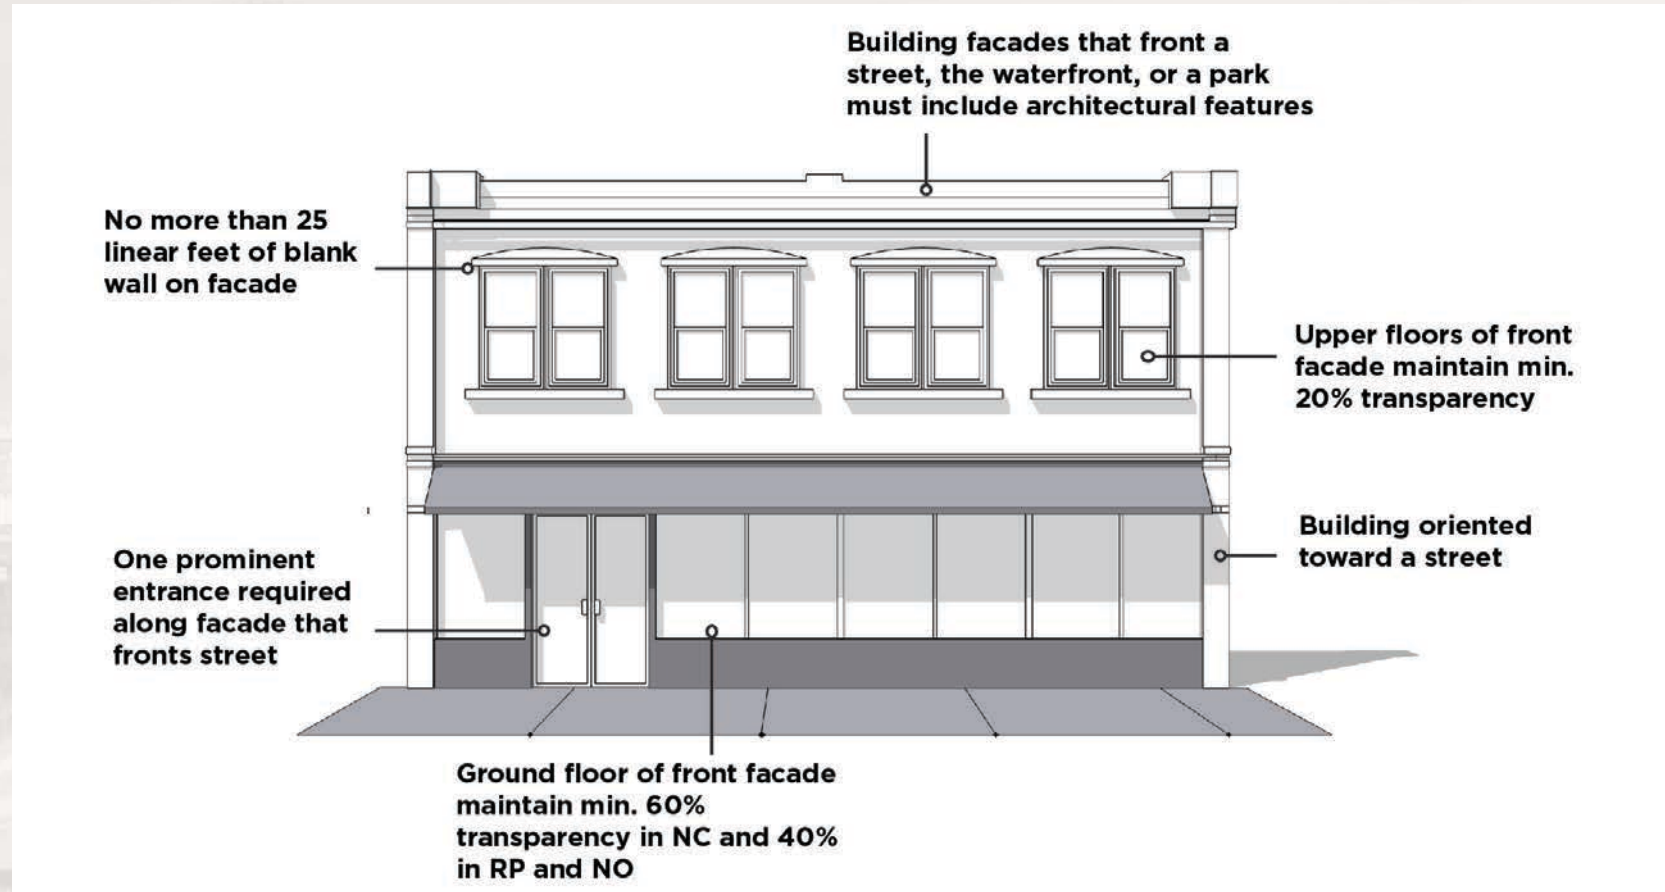 Building facades that front a
street, the waterfront, or a park
must include architectural features
No more than 25
linear feet of blank
wall on facade
Upper floors of front
facade maintain min.
20% transparency
Building oriented
toward a street
One prominent
entrance required
along facade that
fronts street
Ground floor of front facade
maintain min. 60%
transparency in NC and 40%
in RP and NO